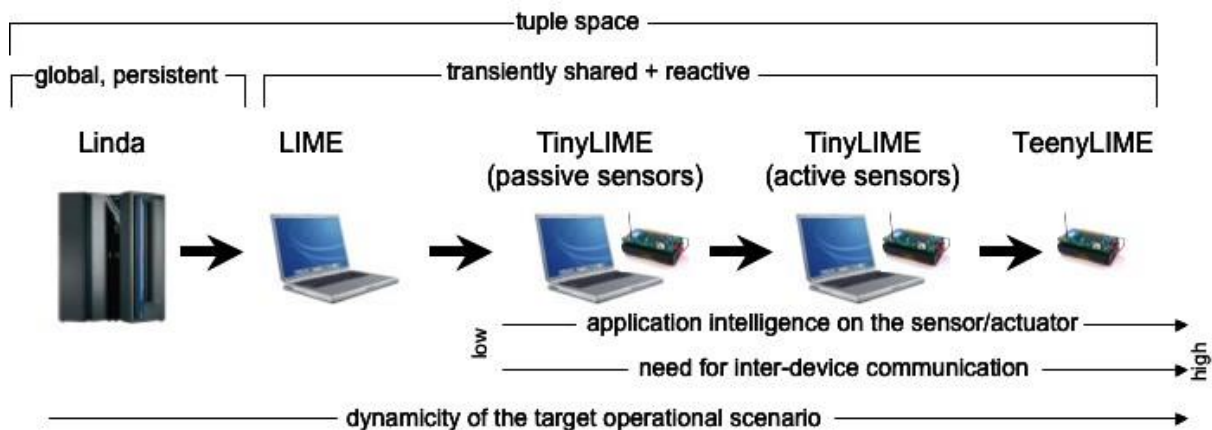 tuple space
global, persistent
transiently shared + reactive
Linda
LIME
TinyLIME
(passive sensors)
TinyLIME
(active sensors)
TeenyLIME
low
application intelligence on the sensor/actuator
need for inter-device communication
high
dynamicity of the target operational scenario